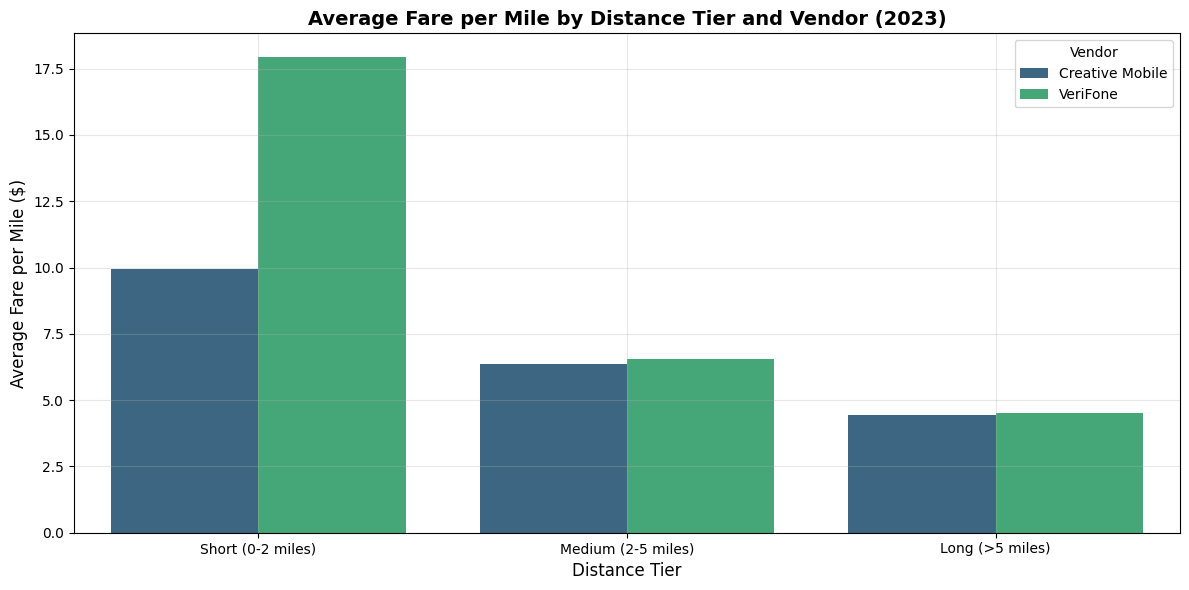 Average Fare per Mile by Distance Tier and Vendor (2023)
Vendor
Creative Mobile
VeriFone
Average Fare per Mile ($)
17.5
15.0
12.5
10.0
7.5
5.0
2.5
0.0
Short (0-2 miles)
Medium (2-5 miles)
Long (>5 miles)
Distance Tier